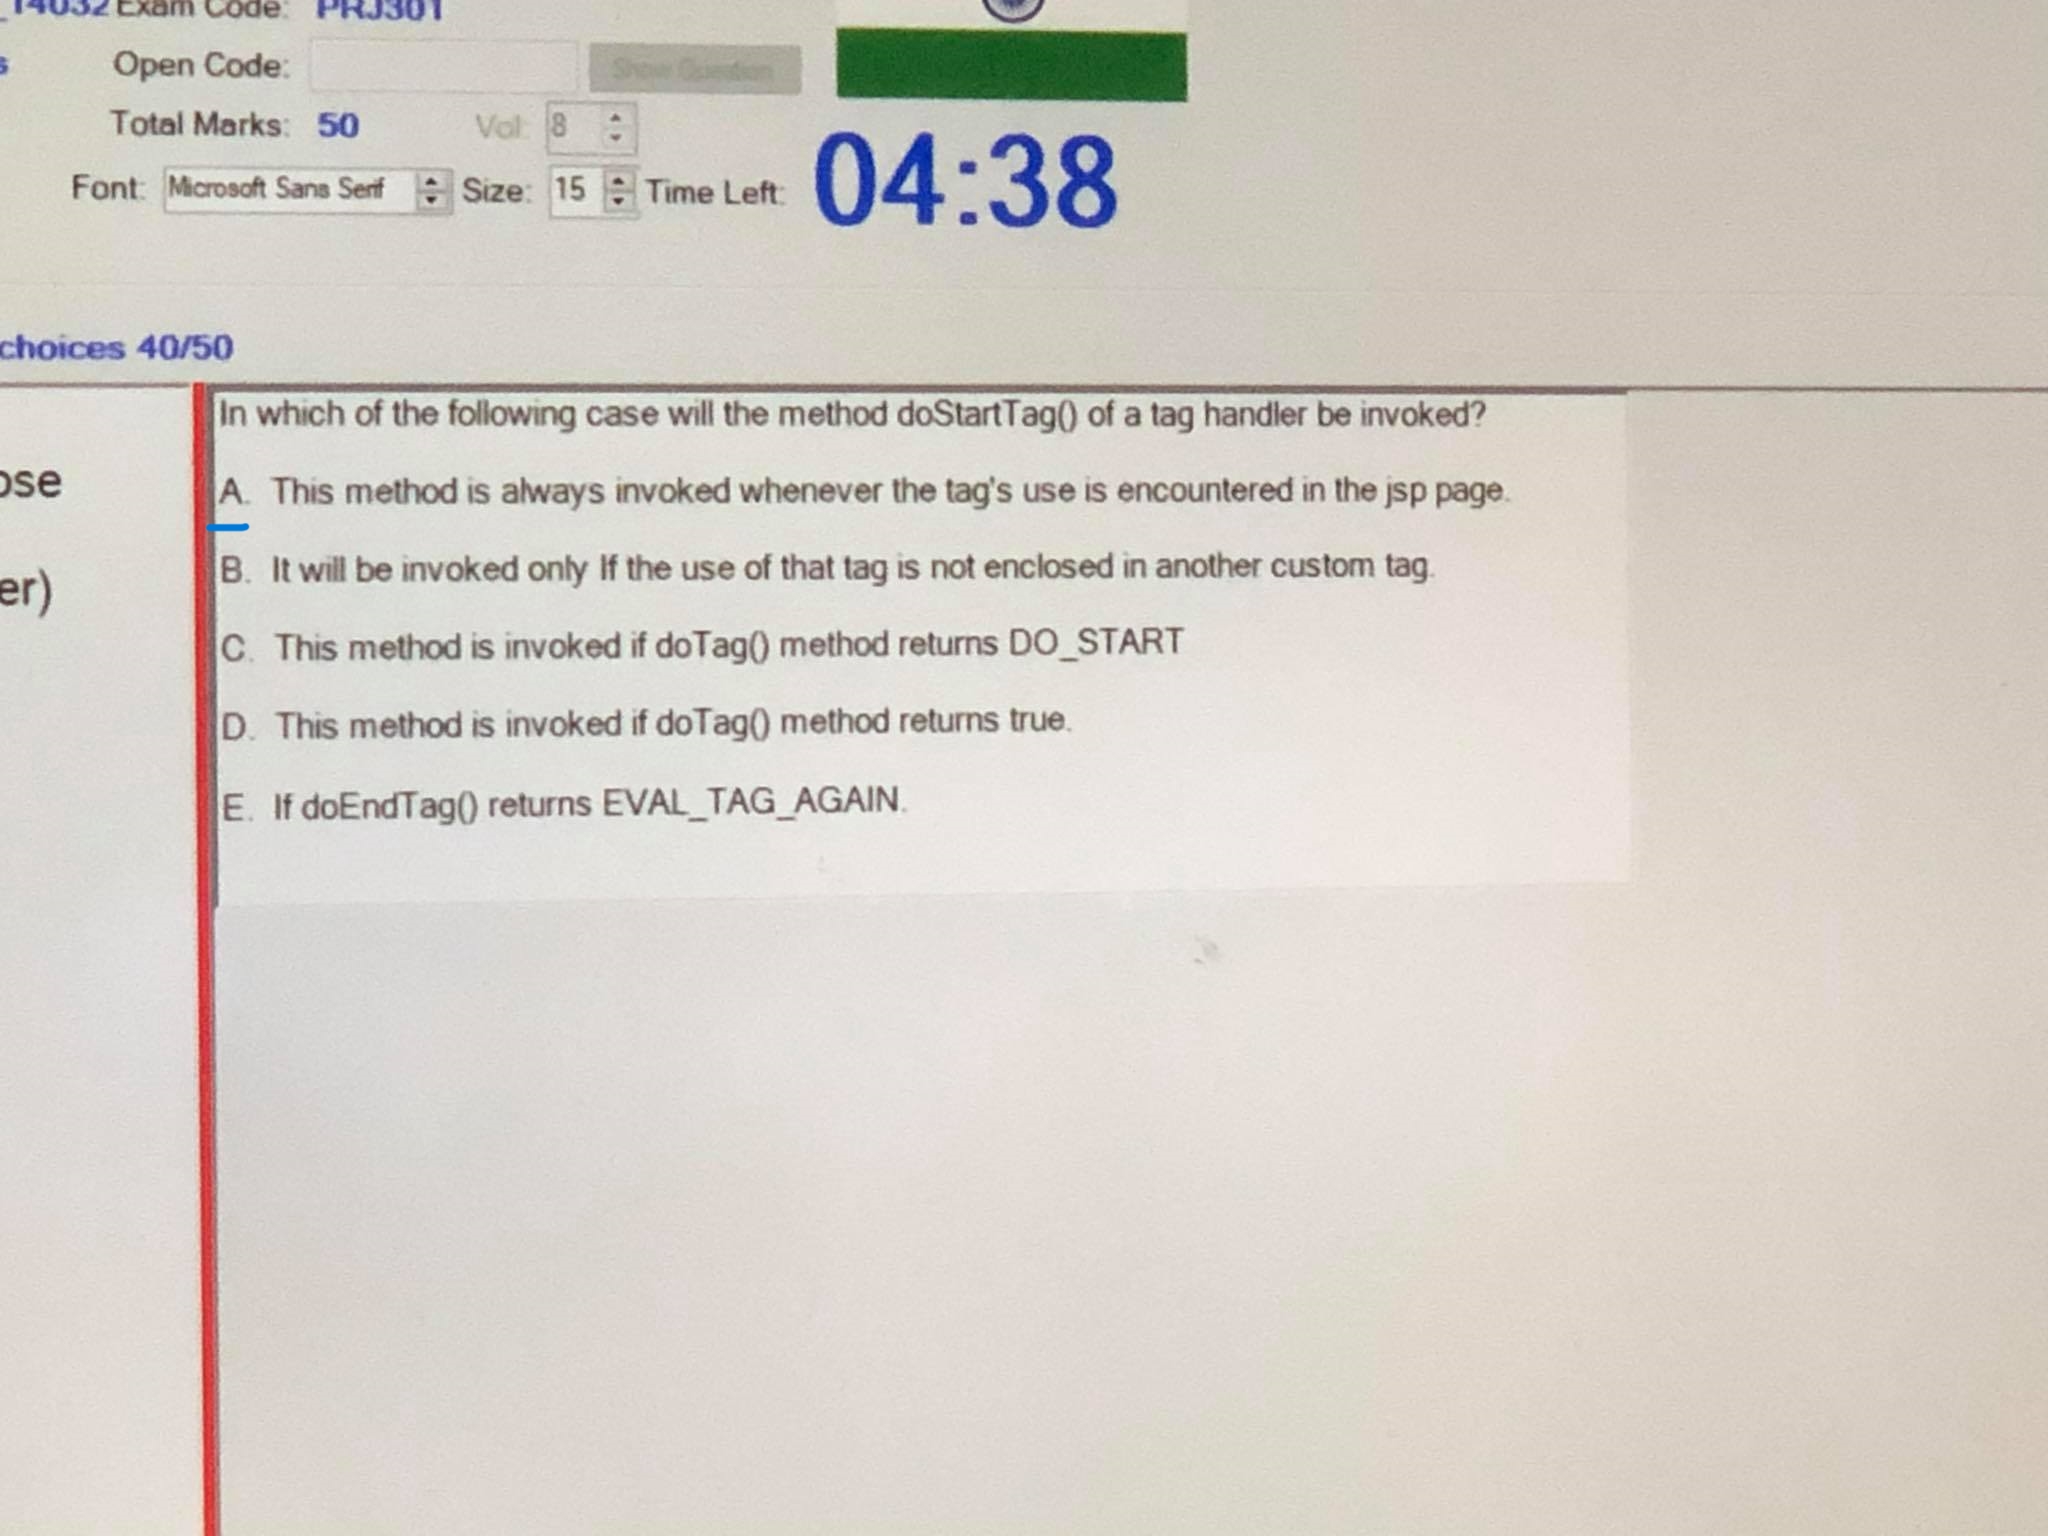 14032 Exam Code: PRJ301
Open Code: Show Question
Total Marks: 50 Vol: 8
Font: Microsoft Sans Serif Size: 15 Time Left: 04:38
choices 40/50
In which of the following case will the method doStartTag() of a tag handler be invoked?
A. This method is always invoked whenever the tag's use is encountered in the jsp page.
B. It will be invoked only If the use of that tag is not enclosed in another custom tag.
C. This method is invoked if doTag() method returns DO_START
D. This method is invoked if doTag() method returns true.
E. If doEndTag() returns EVAL_TAG_AGAIN.
er)